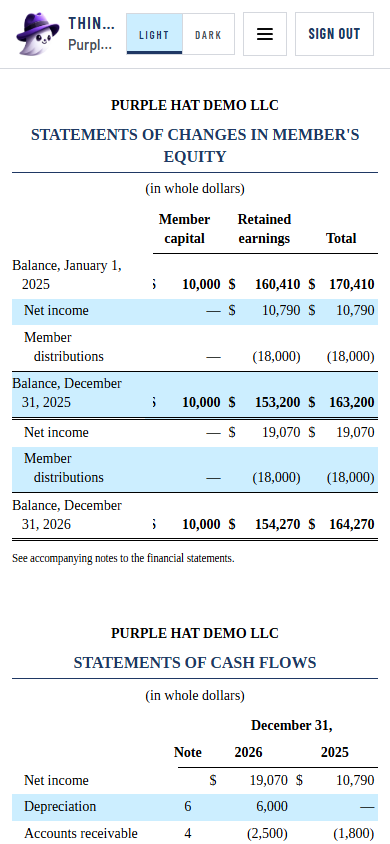 THIN...
Purpl...
LIGHT
DARK
SIGN OUT
PURPLE HAT DEMO LLC
STATEMENTS OF CHANGES IN MEMBER'S
EQUITY
(in whole dollars)
Member Retained
capital earnings Total
Balance, January 1,
2025 $ 10,000 $ 160,410 $ 170,410
Net income — $ 10,790 $ 10,790
Member
distributions — (18,000) (18,000)
Balance, December
31, 2025 $ 10,000 $ 153,200 $ 163,200
Net income — $ 19,070 $ 19,070
Member
distributions — (18,000) (18,000)
Balance, December
31, 2026 $ 10,000 $ 154,270 $ 164,270
See accompanying notes to the financial statements.
PURPLE HAT DEMO LLC
STATEMENTS OF CASH FLOWS
(in whole dollars)
December 31,
Note 2026 2025
Net income $ 19,070 $ 10,790
Depreciation 6 6,000 —
Accounts receivable 4 (2,500) (1,800)